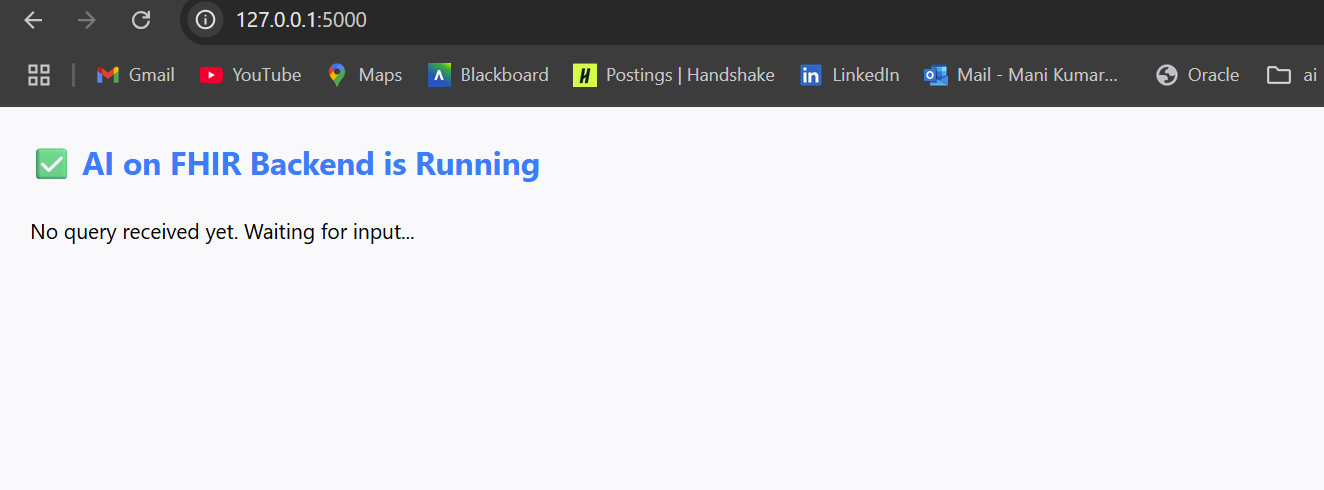 127.0.0.1:5000
Gmail YouTube Maps Blackboard Postings | Handshake LinkedIn Mail - Mani Kumar... Oracle ai
✅ AI on FHIR Backend is Running
No query received yet. Waiting for input...